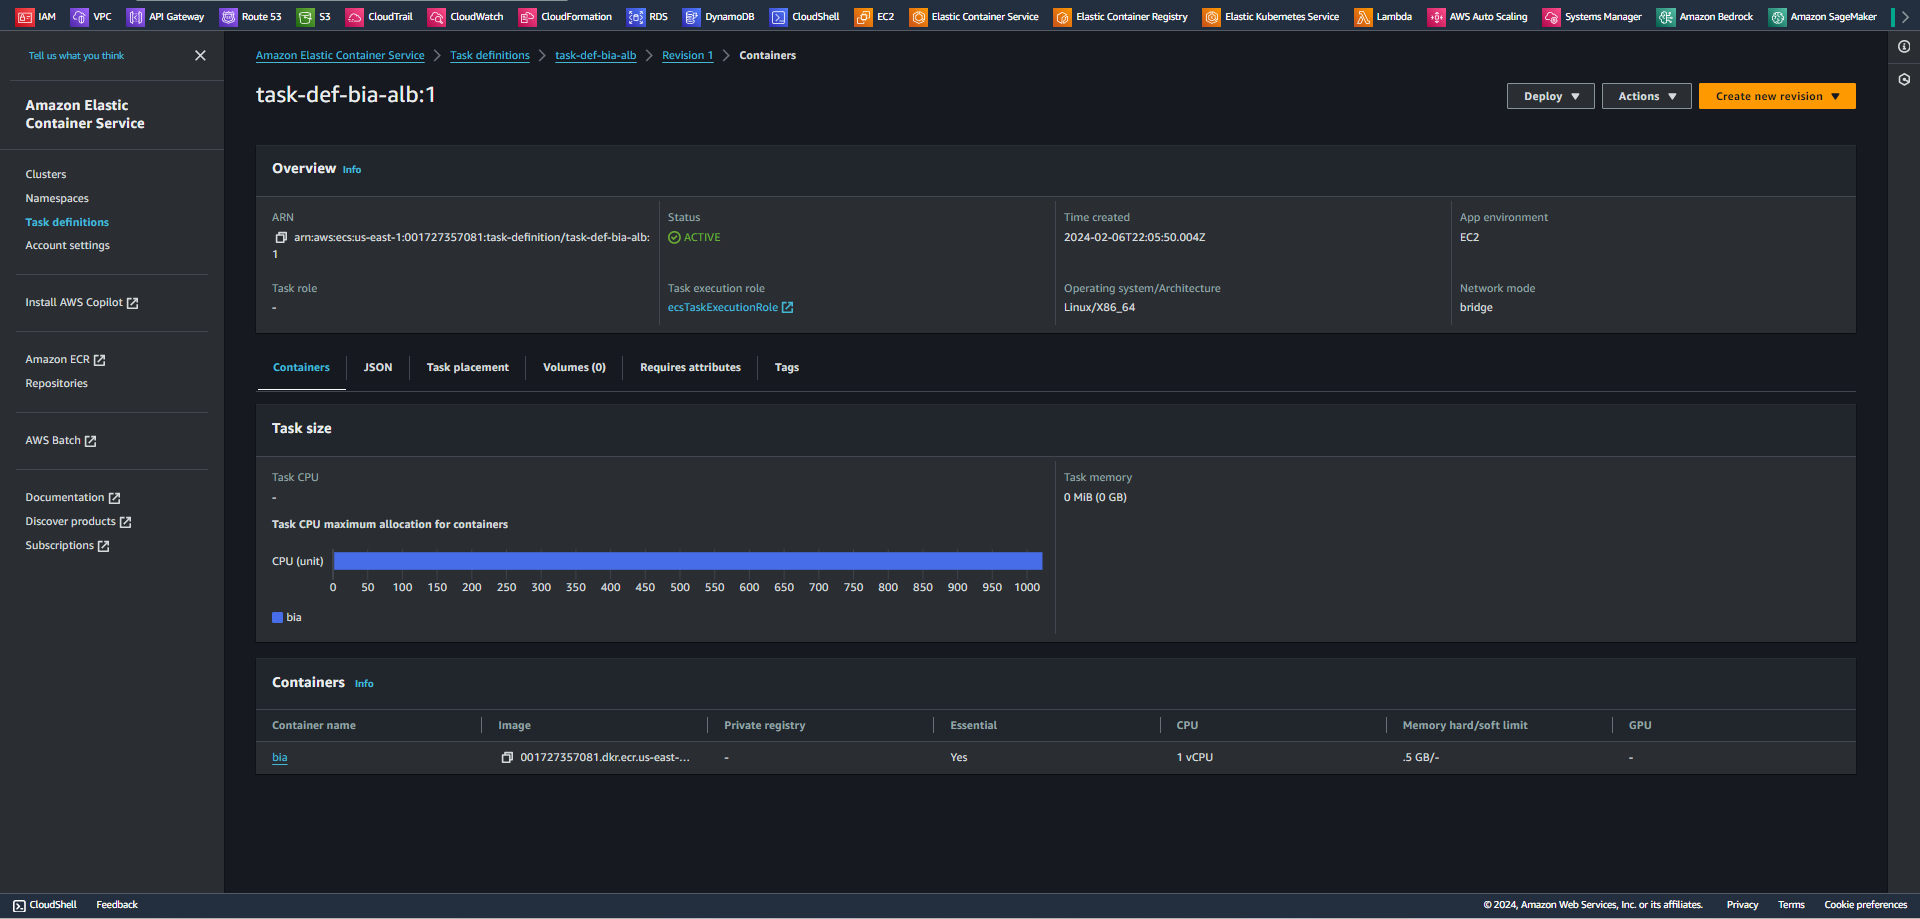 IAM VPC API Gateway Route 53 S3 CloudTrail CloudWatch CloudFormation RDS DynamoDB CloudShell EC2 Elastic Container Service Elastic Container Registry Elastic Kubernetes Service Lambda AWS Auto Scaling Systems Manager Amazon Bedrock Amazon SageMaker
Tell us what you think
Amazon Elastic
Container Service
Clusters
Namespaces
Task definitions
Account settings
Install AWS Copilot
Amazon ECR
Repositories
AWS Batch
Documentation
Discover products
Subscriptions
Amazon Elastic Container Service Task definitions task-def-bia-alb Revision 1 Containers
task-def-bia-alb:1
Deploy Actions Create new revision
Overview Info
ARN
arn:aws:ecs:us-east-1:001727357081:task-definition/task-def-bia-alb:
1
Status
ACTIVE
Time created
2024-02-06T22:05:50.004Z
App environment
EC2
Task role
-
Task execution role
ecsTaskExecutionRole
Operating system/Architecture
Linux/X86_64
Network mode
bridge
Containers JSON Task placement Volumes (0) Requires attributes Tags
Task size
Task CPU
-
Task memory
0 MiB (0 GB)
Task CPU maximum allocation for containers
CPU (unit)
0 50 100 150 200 250 300 350 400 450 500 550 600 650 700 750 800 850 900 950 1000
bia
Containers Info
Container name Image Private registry Essential CPU Memory hard/soft limit GPU
bia 001727357081.dkr.ecr.us-east-... - Yes 1 vCPU .5 GB/- -
CloudShell Feedback © 2024, Amazon Web Services, Inc. or its affiliates. Privacy Terms Cookie preferences